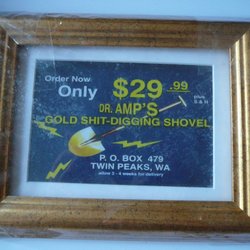 Order Now
Only $29.99
plus
S & H
DR. AMP'S
GOLD SHIT-DIGGING SHOVEL
P. O. BOX 479
TWIN PEAKS, WA
allow 3 - 4 weeks for delivery